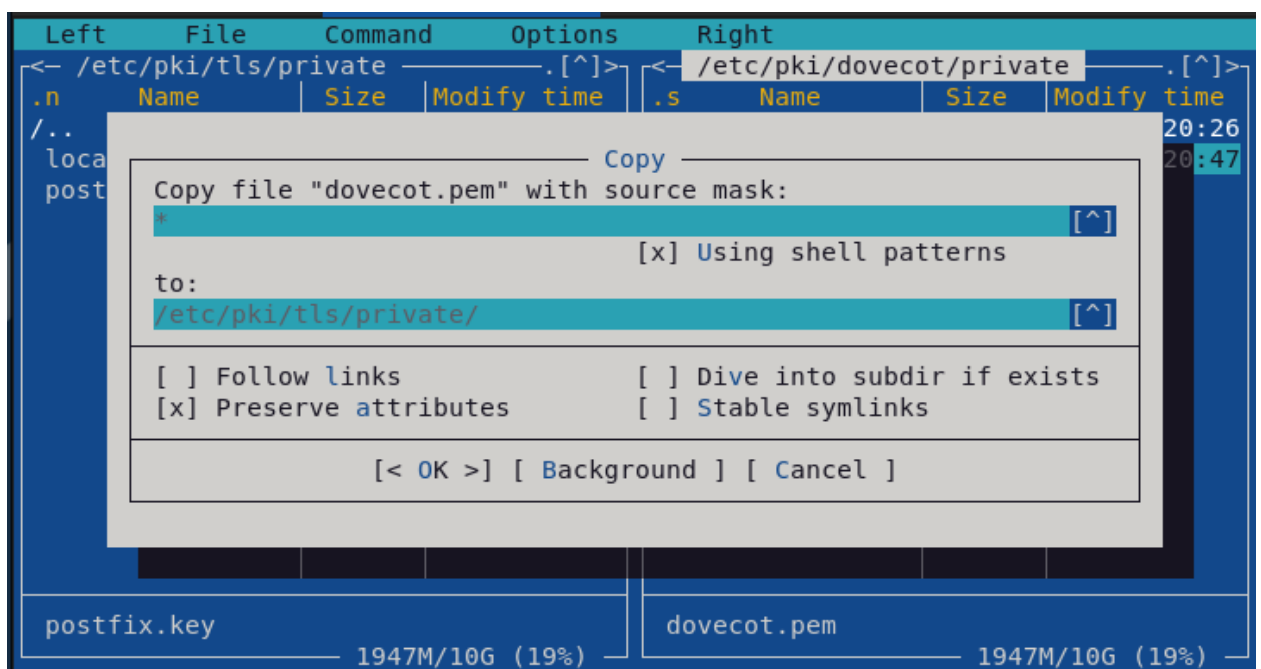 Left File Command Options Right
<─ /etc/pki/tls/private ─.[^]> <─ /etc/pki/dovecot/private ─.[^]>
.n Name Size Modify time .s Name Size Modify time
/.. 20:26
loca 20:47
post
Copy
Copy file "dovecot.pem" with source mask:
* [^]
[x] Using shell patterns
to:
/etc/pki/tls/private/ [^]
[ ] Follow links [ ] Dive into subdir if exists
[x] Preserve attributes [ ] Stable symlinks
[< OK >] [ Background ] [ Cancel ]
postfix.key dovecot.pem
1947M/10G (19%) 1947M/10G (19%)